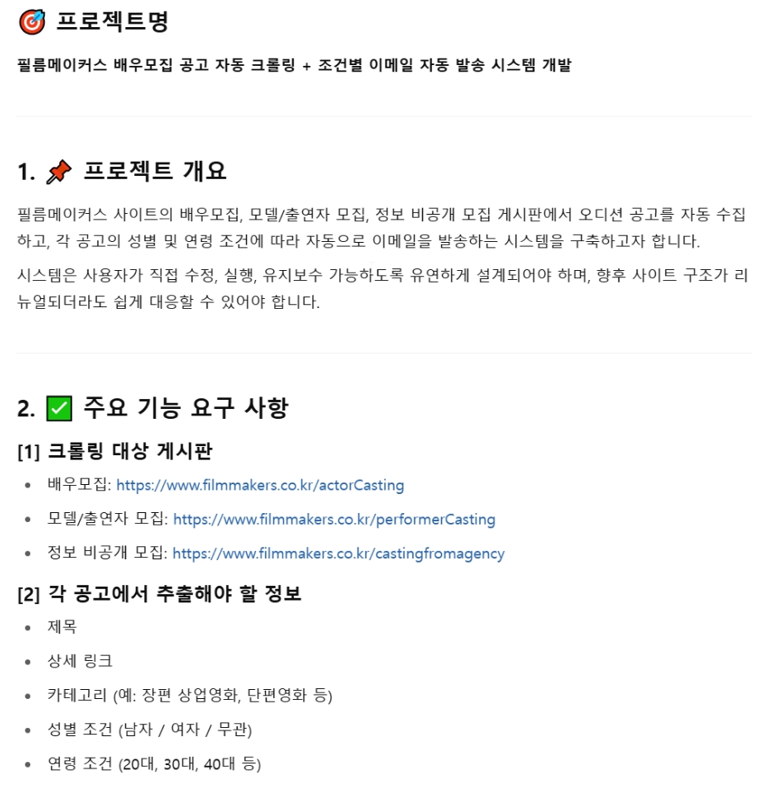 🎯 프로젝트명
필름메이커스 배우모집 공고 자동 크롤링 + 조건별 이메일 자동 발송 시스템 개발
1. 📌 프로젝트 개요
필름메이커스 사이트의 배우모집, 모델/출연자 모집, 정보 비공개 모집 게시판에서 오디션 공고를 자동 수집
하고, 각 공고의 성별 및 연령 조건에 따라 자동으로 이메일을 발송하는 시스템을 구축하고자 합니다.
시스템은 사용자가 직접 수정, 실행, 유지보수 가능하도록 유연하게 설계되어야 하며, 향후 사이트 구조가 리
뉴얼되더라도 쉽게 대응할 수 있어야 합니다.
2. ✅ 주요 기능 요구 사항
[1] 크롤링 대상 게시판
• 배우모집: https://www.filmmakers.co.kr/actorCasting
• 모델/출연자 모집: https://www.filmmakers.co.kr/performerCasting
• 정보 비공개 모집: https://www.filmmakers.co.kr/castingfromagency
[2] 각 공고에서 추출해야 할 정보
• 제목
• 상세 링크
• 카테고리 (예: 장편 상업영화, 단편영화 등)
• 성별 조건 (남자 / 여자 / 무관)
• 연령 조건 (20대, 30대, 40대 등)